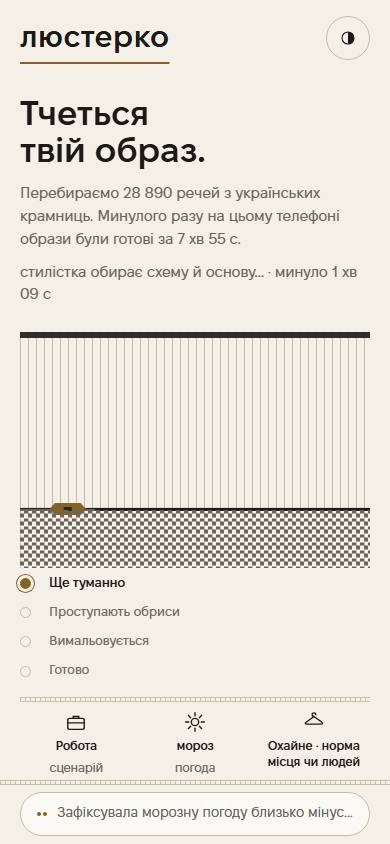 люстерко
Тчеться
твій образ.
Перебираємо 28 890 речей з українських
крамниць. Минулого разу на цьому телефоні
образи були готові за 7 хв 55 с.
стилістка обирає схему й основу... · минуло 1 хв
09 с
Ще туманно
Проступають обриси
Вимальовується
Готово
Робота
сценарій
мороз
погода
Охайне · норма
місця чи людей
Зафіксувала морозну погоду близько мінус...